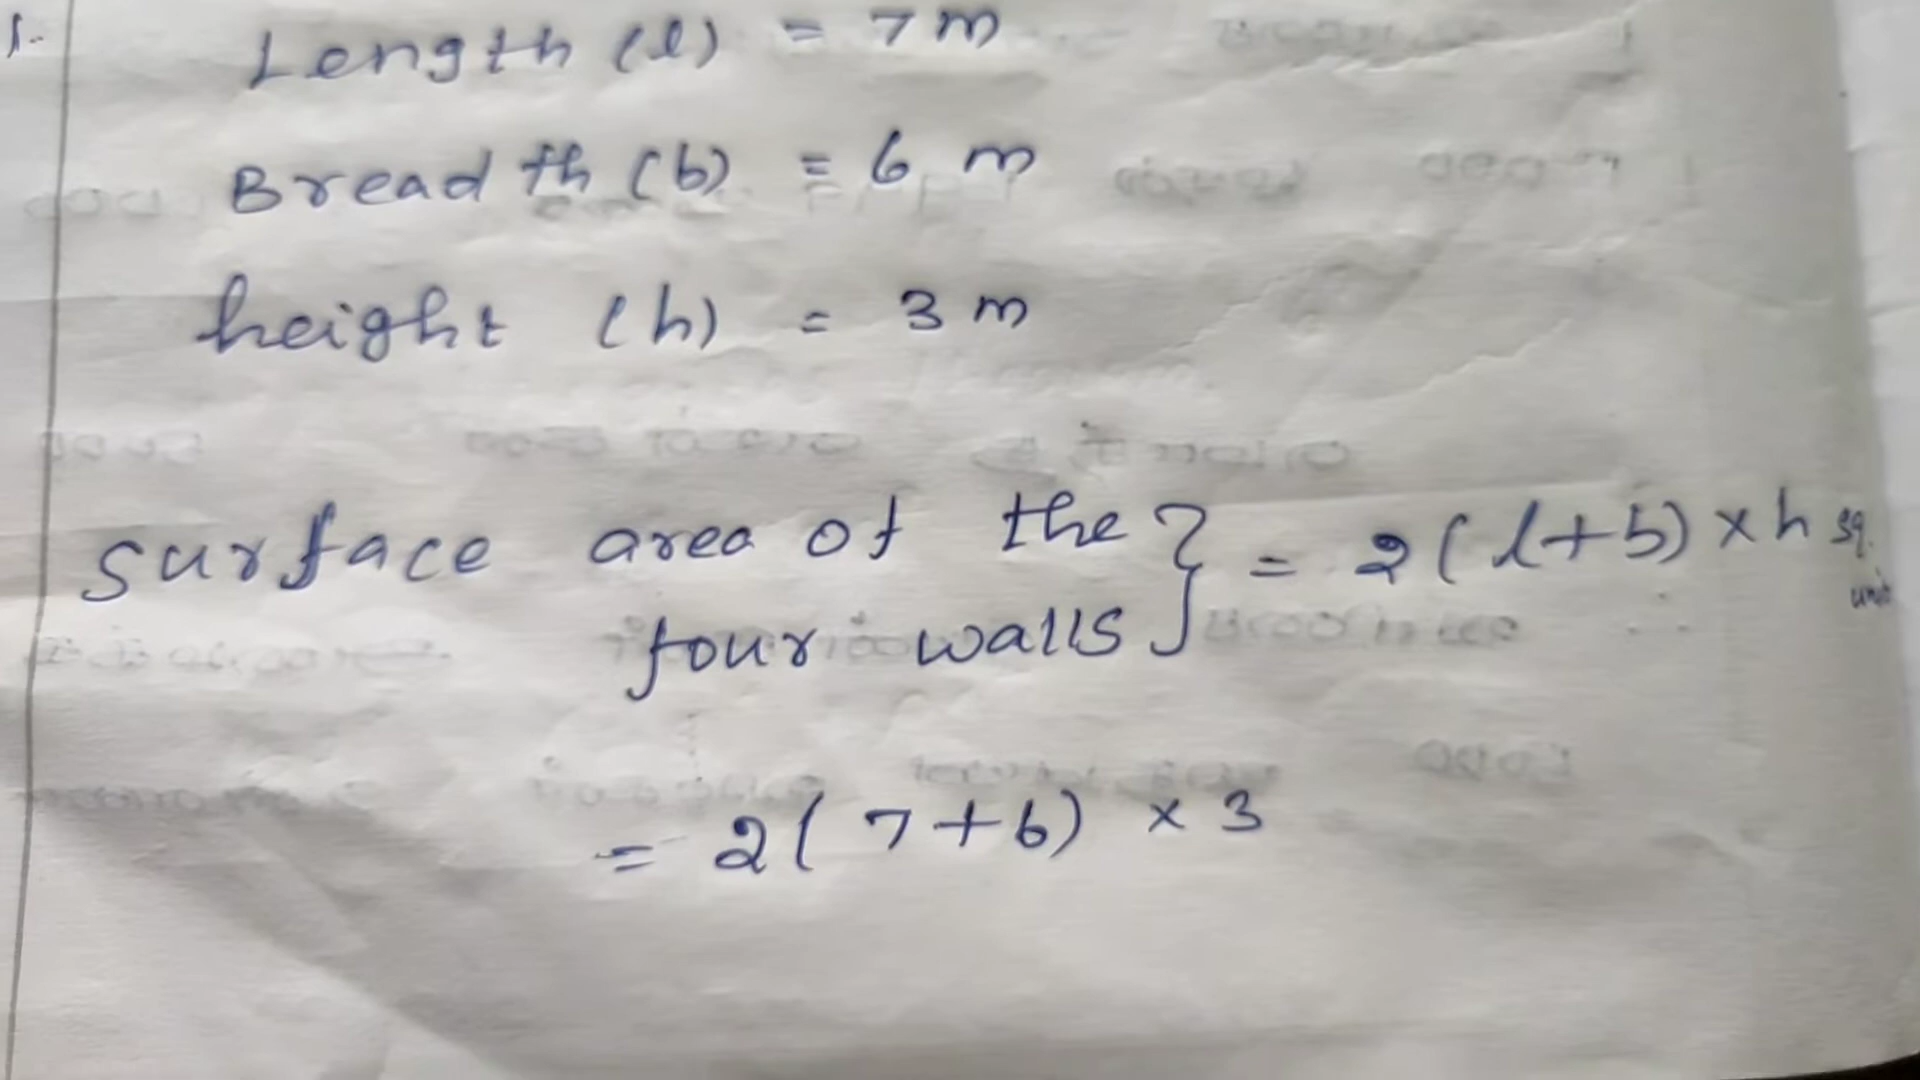 1.
Length (l) = 7 m
Breadth (b) = 6 m
height (h) = 3 m
surface area of the } = 2 ( l + b) × h sq. unit
four walls
= 2 ( 7 + 6) × 3